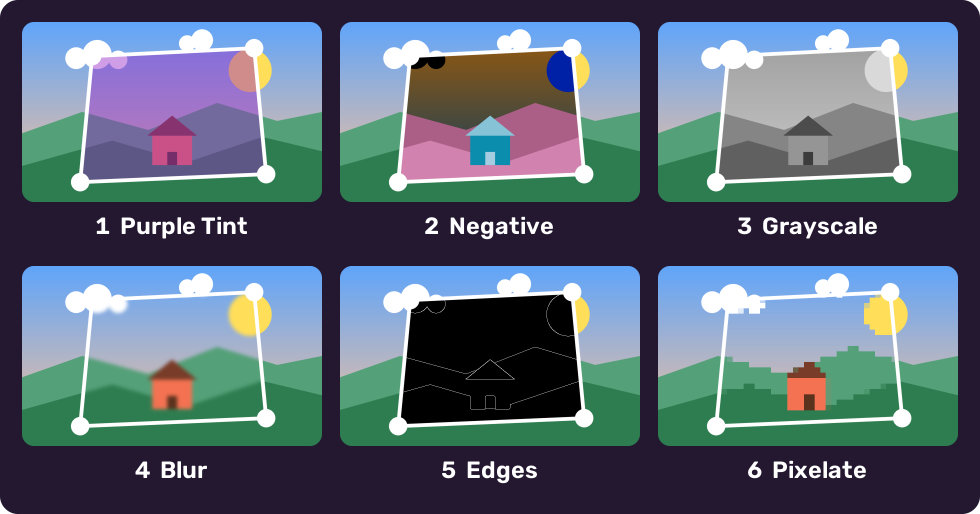 1 Purple Tint
2 Negative
3 Grayscale
4 Blur
5 Edges
6 Pixelate